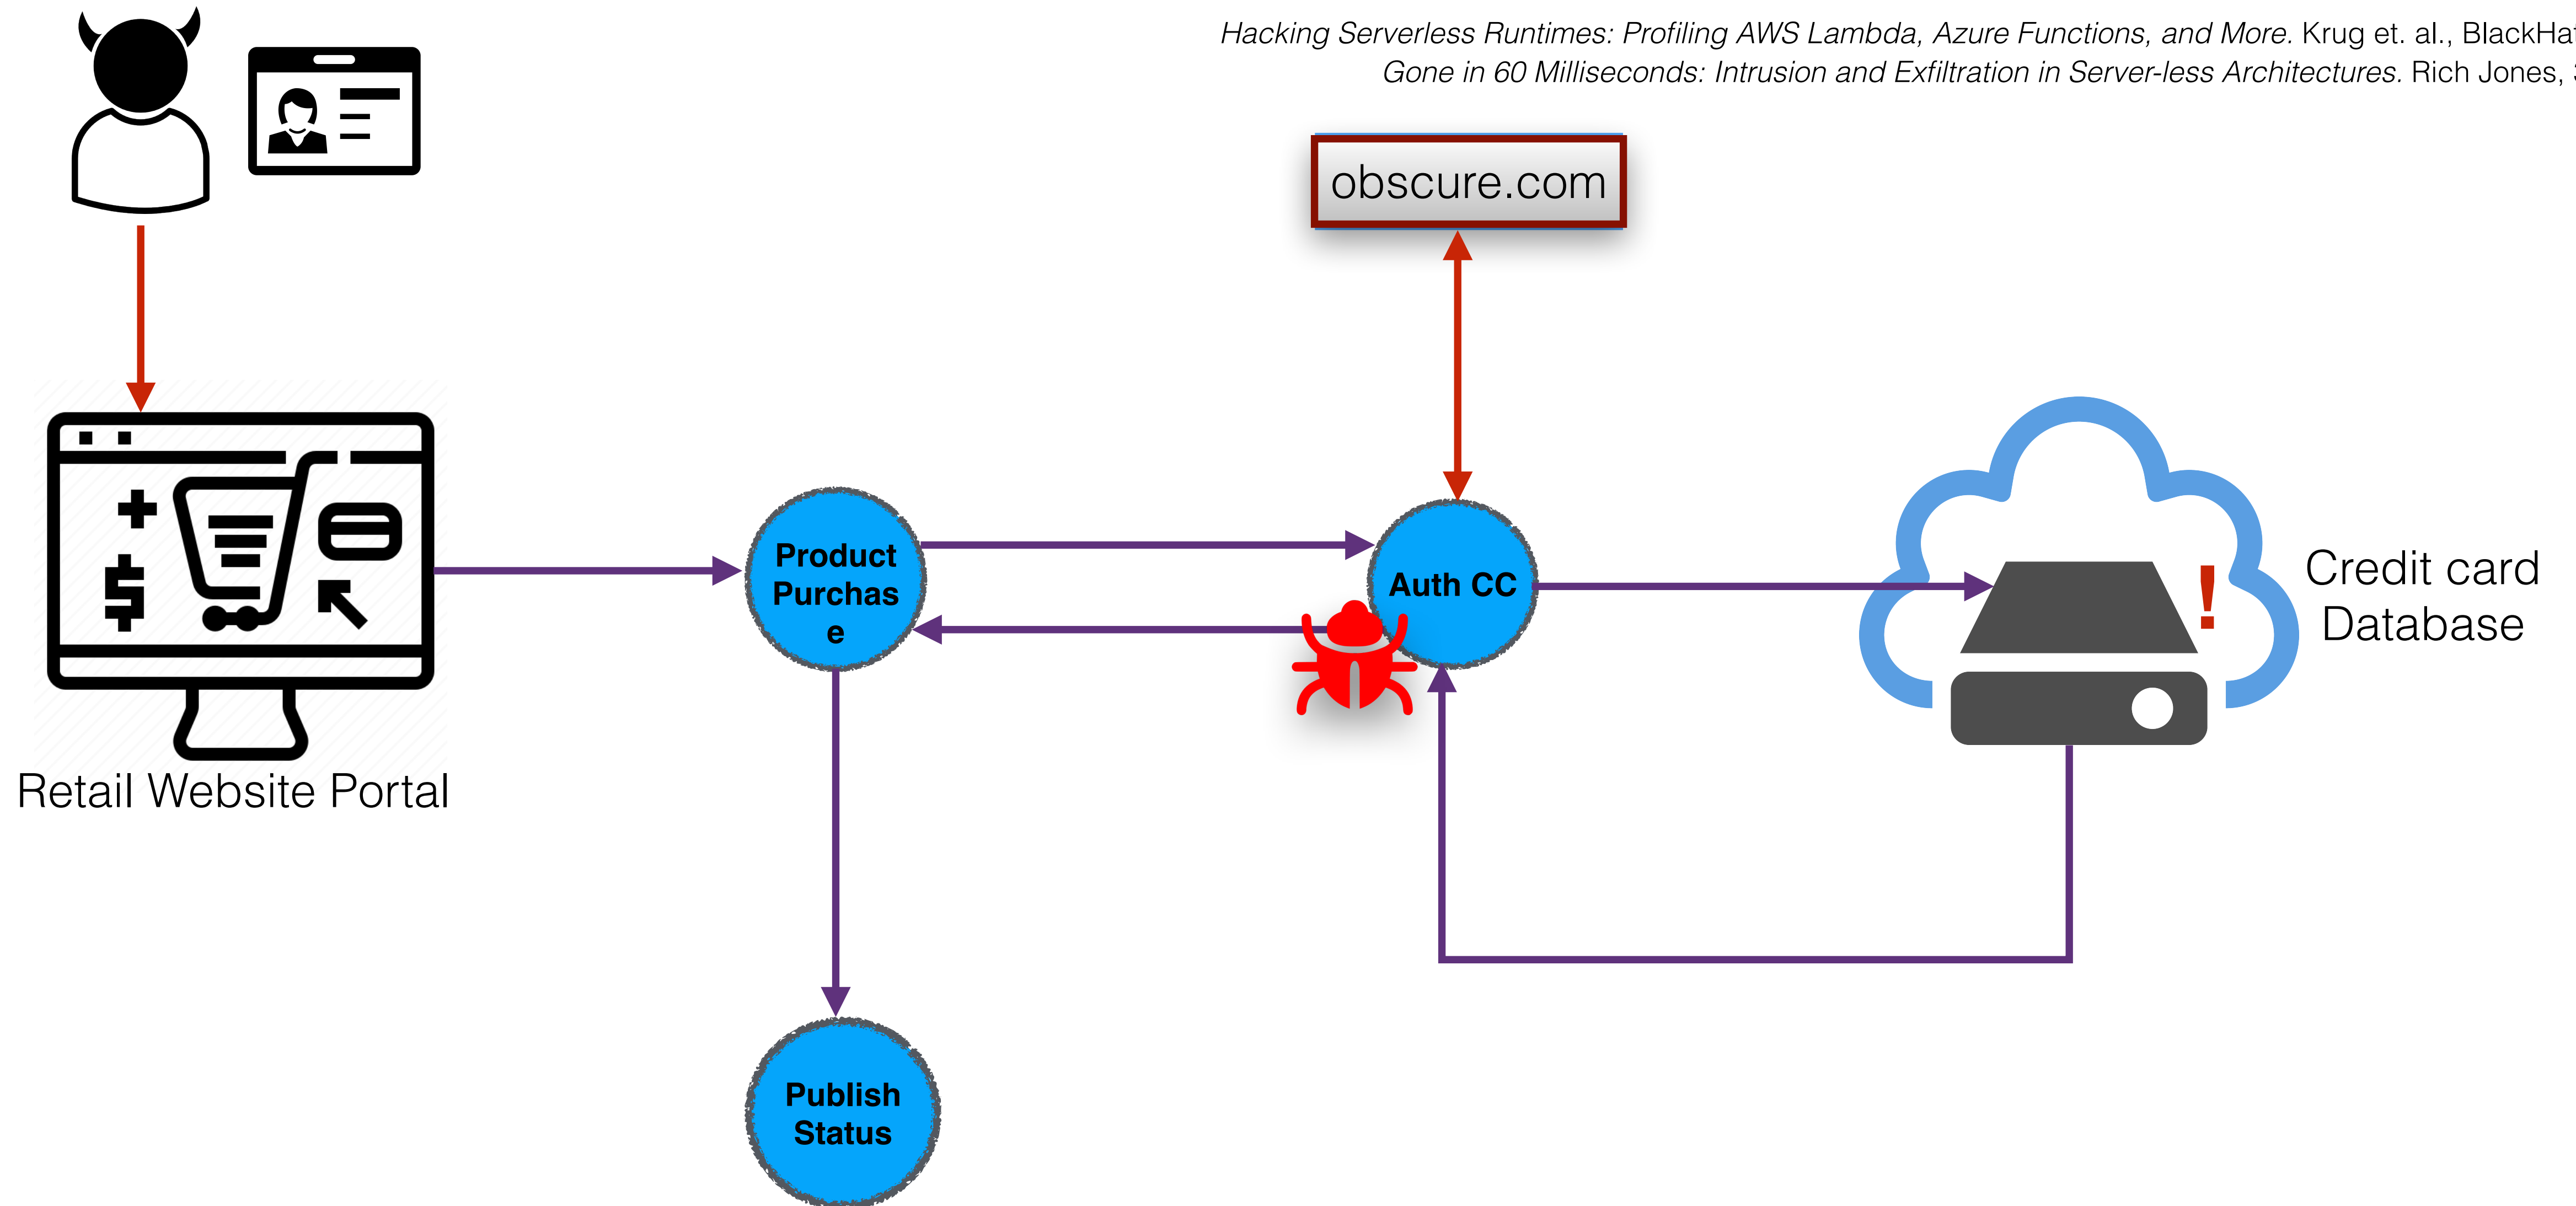 Hacking Serverless Runtimes: Profiling AWS Lambda, Azure Functions, and More. Krug et. al.,
Gone in 60 Milliseconds: Intrusion and Exfiltration in Server-less Architectures. Rich Jones,
obscure.com
Product
Purchas
e
Auth CC
!
Credit card
Database
Retail Website Portal
Publish
Status